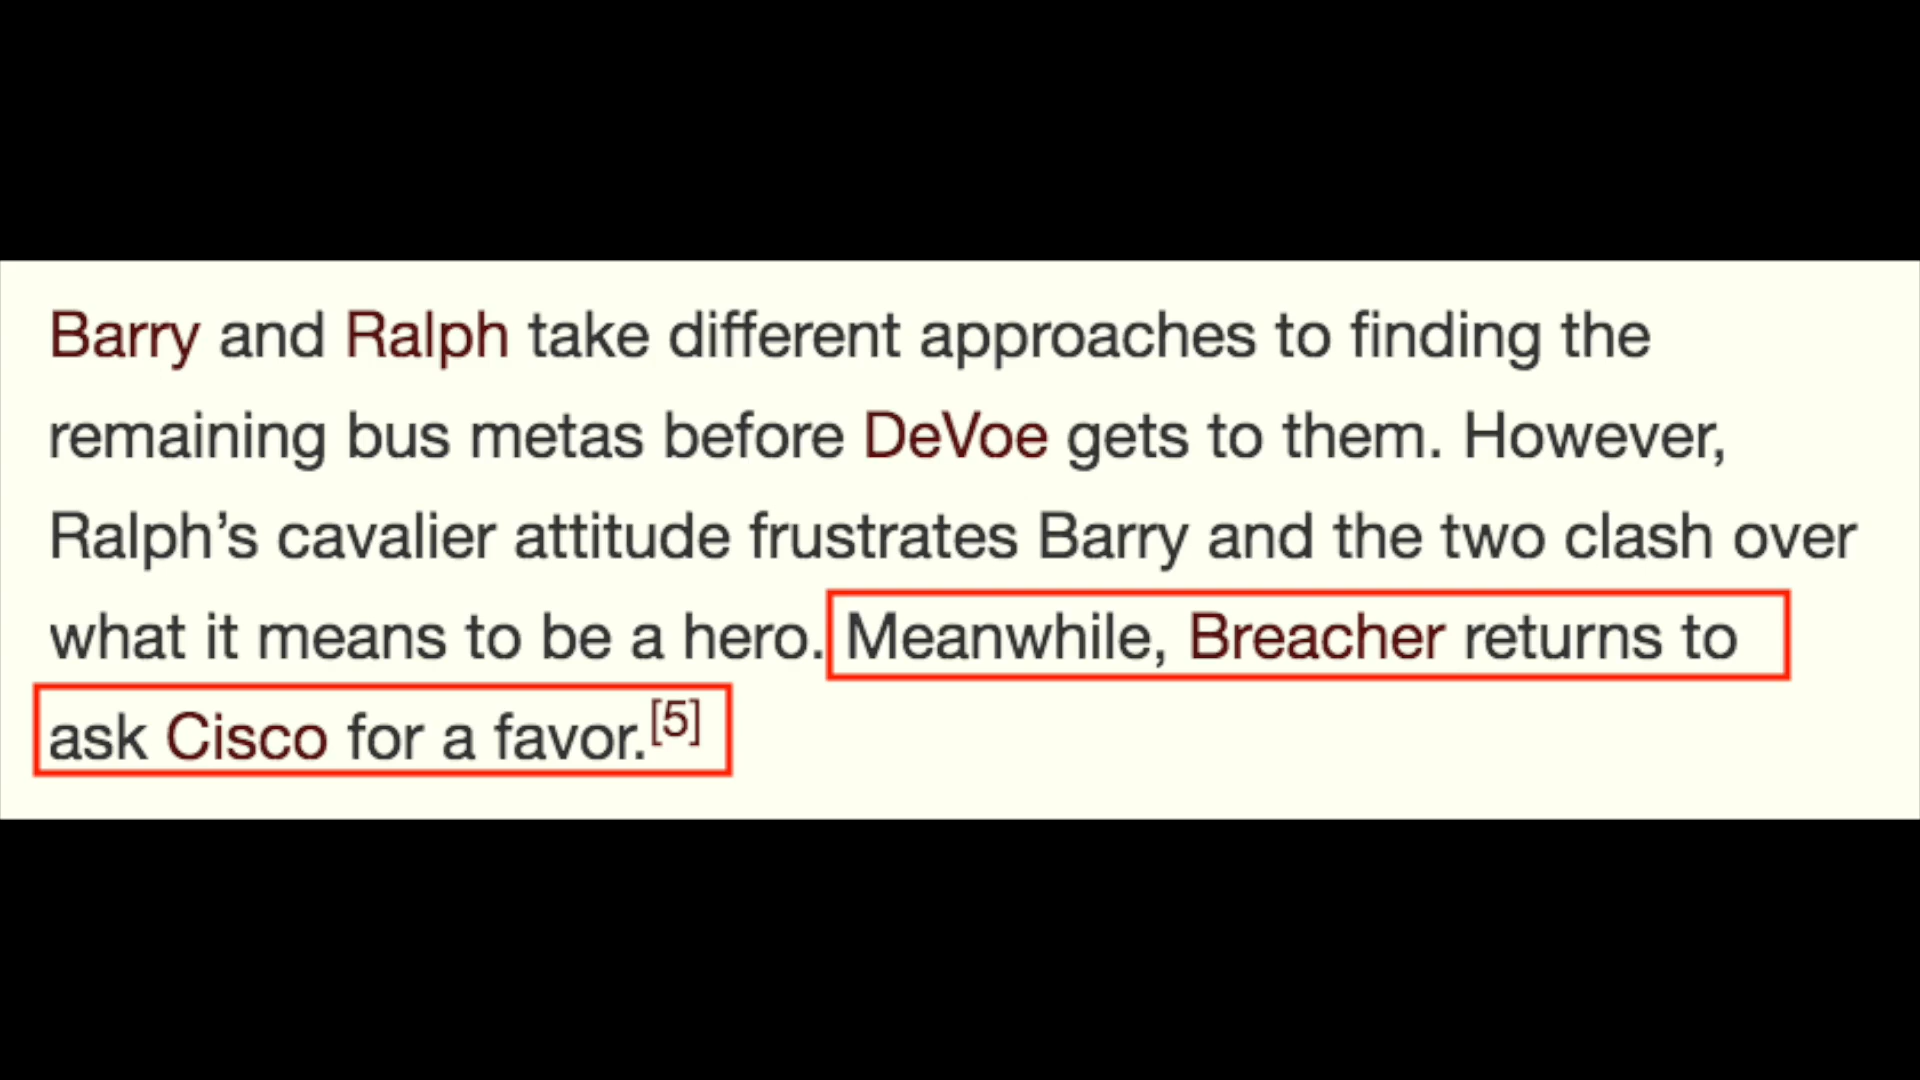 Barry and Ralph take different approaches to finding the
remaining bus metas before DeVoe gets to them. However,
Ralph’s cavalier attitude frustrates Barry and the two clash over
what it means to be a hero. Meanwhile, Breacher returns to
ask Cisco for a favor.[5]